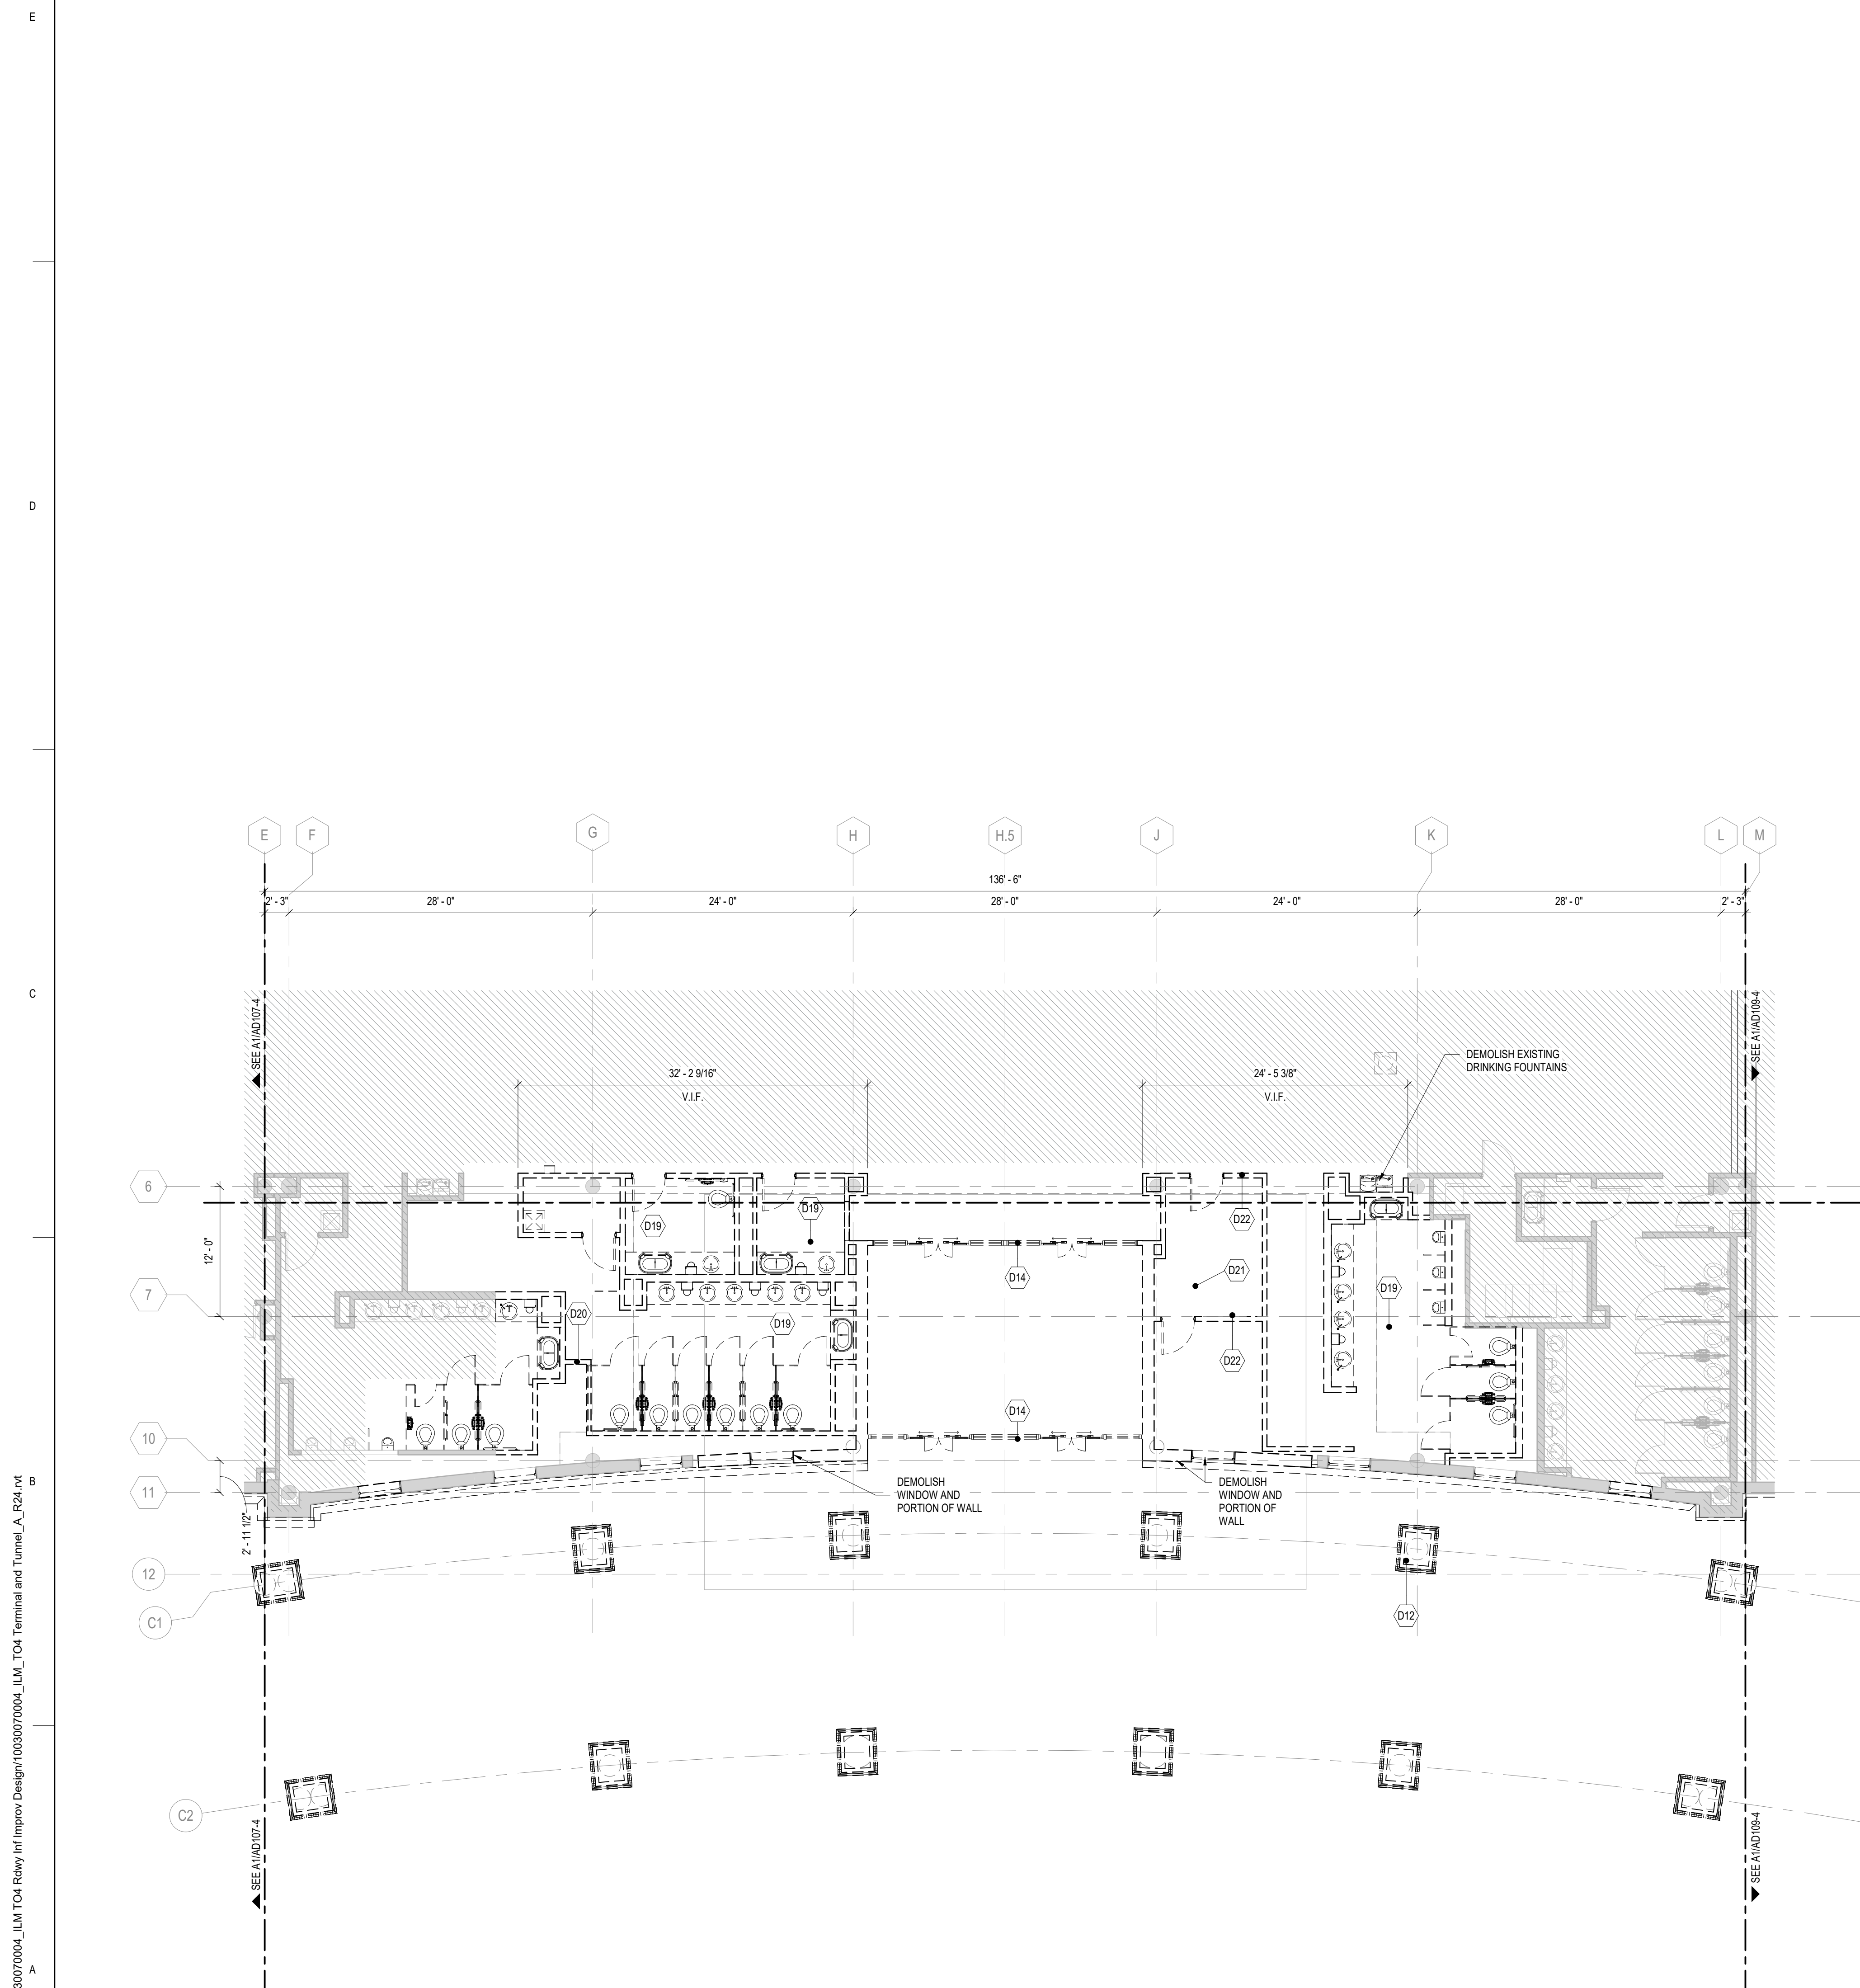 E
D
C
B
A
E
F
G
H
H.5
J
K
L
M
136' - 6"
2' - 3"
28' - 0"
24' - 0"
28' - 0"
24' - 0"
28' - 0"
2' - 3"
SEE A1/AD107-4
SEE A1/AD109-4
DEMOLISH EXISTING
DRINKING FOUNTAINS
32' - 2 9/16"
V.I.F.
24' - 5 3/8"
V.I.F.
6
12' - 0"
7
10
11
2' - 11 1/2"
12
C1
C2
D19
D19
D22
D14
D21
D19
D20
D19
D22
D14
DEMOLISH
WINDOW AND
PORTION OF WALL
DEMOLISH
WINDOW AND
PORTION OF
WALL
D12
SEE A1/AD107-4
SEE A1/AD109-4
30070004_ILM TO4 Rdwy Inf Improv Design/10030070004_ILM_TO4 Terminal and Tunnel_A_R24.rvt